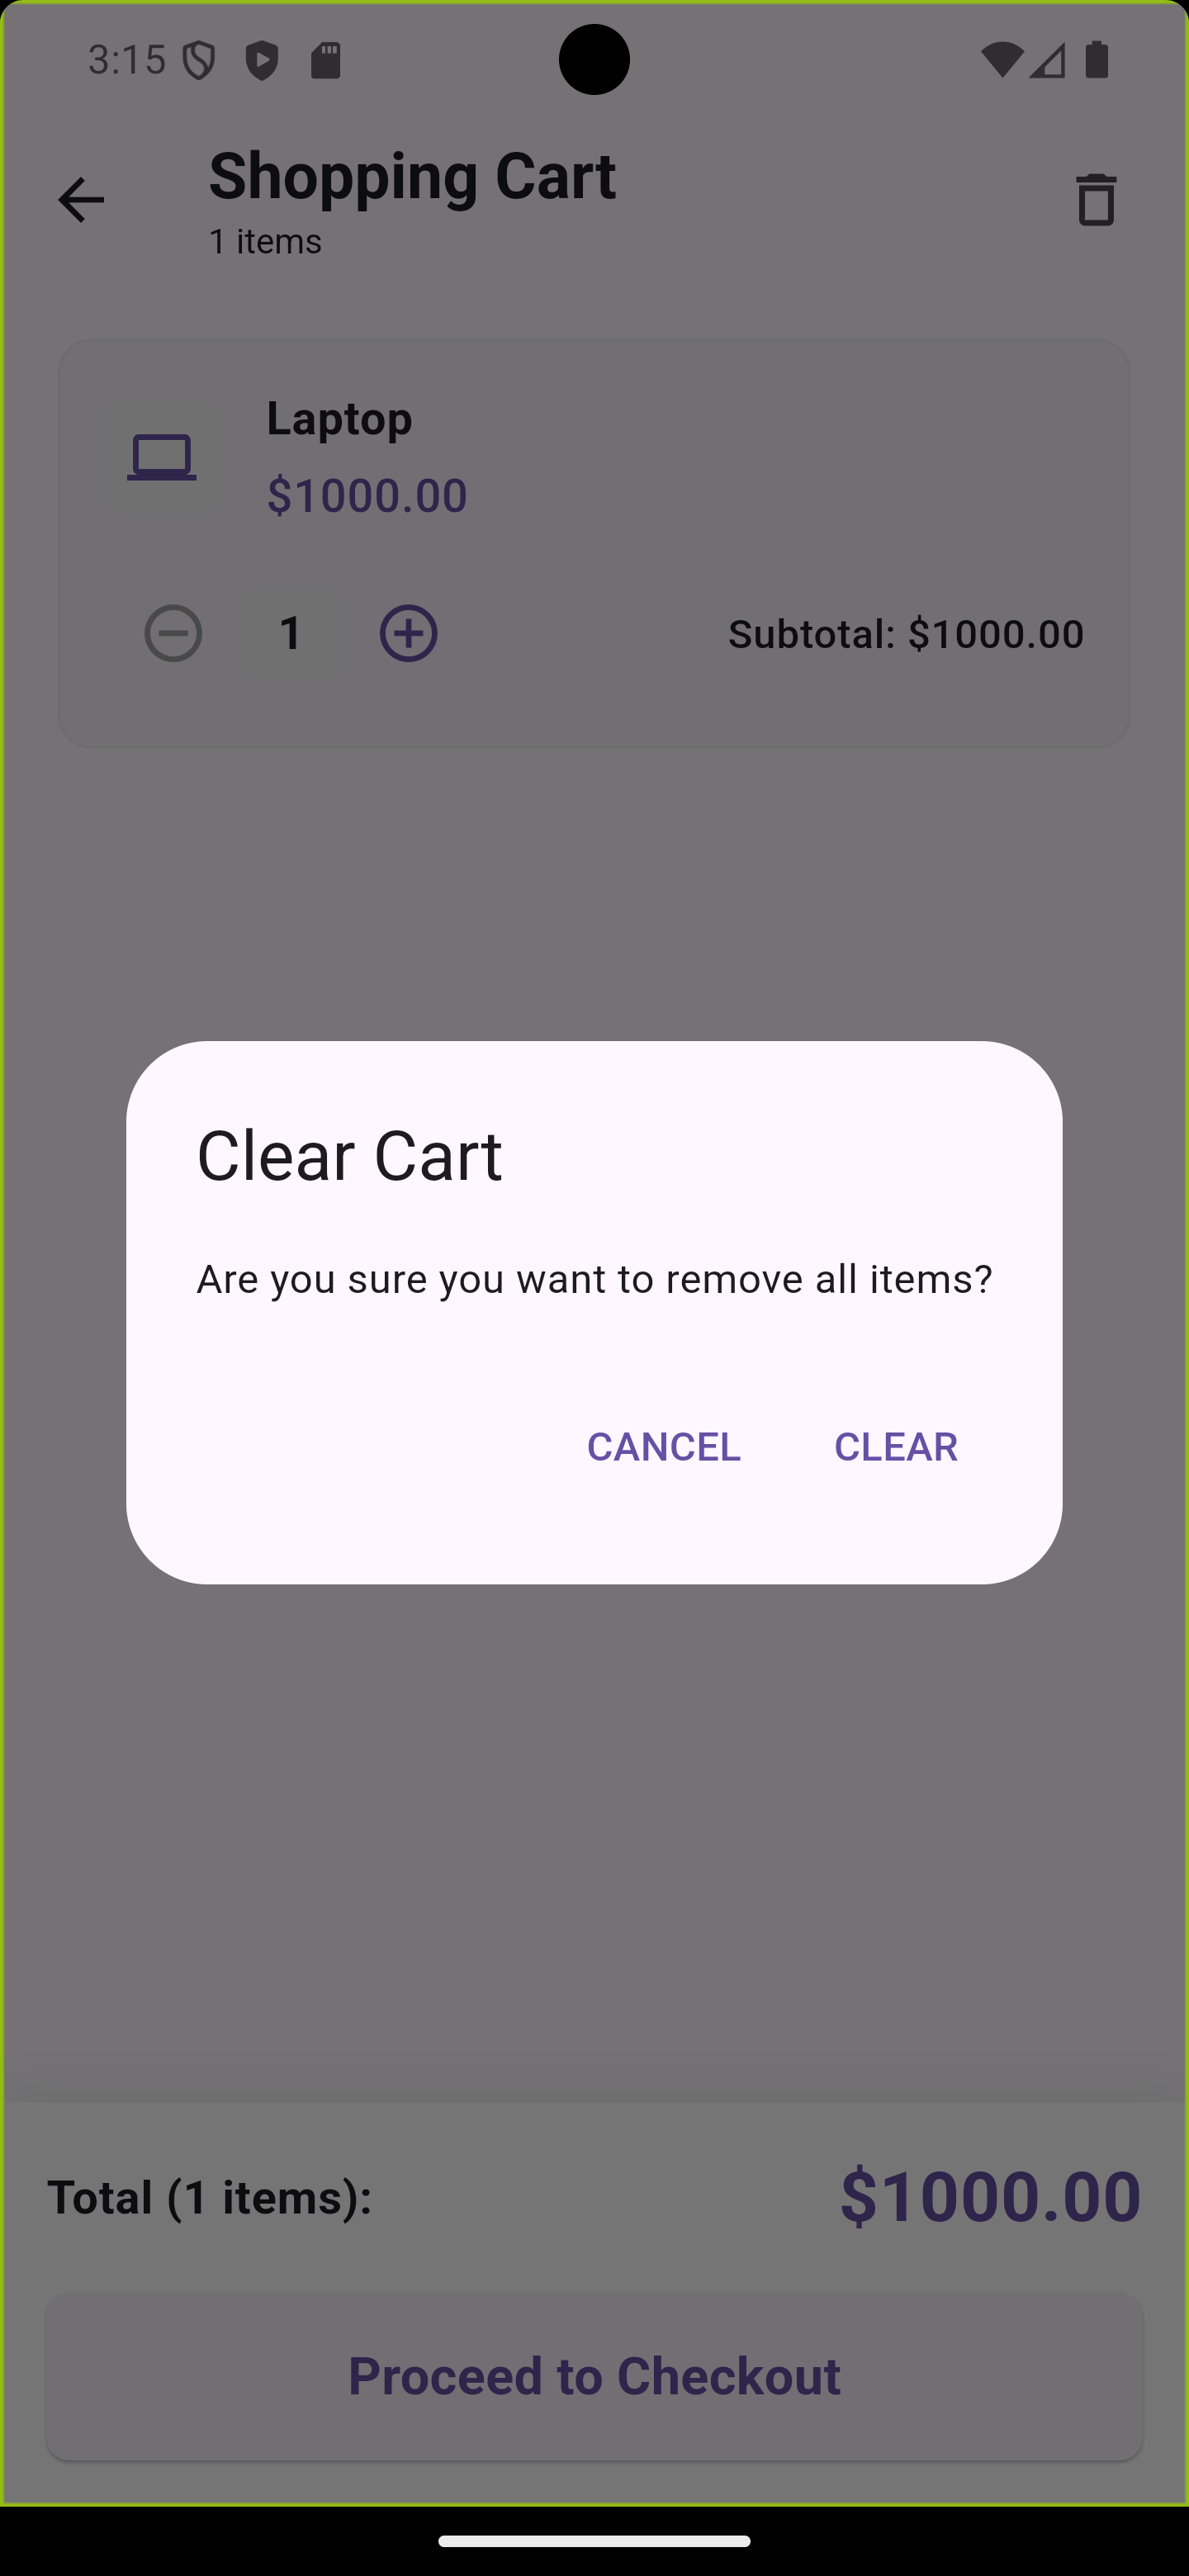 3:15
Shopping Cart
1 items
Laptop
$1000.00
1
Subtotal: $1000.00
Clear Cart
Are you sure you want to remove all items?
CANCEL CLEAR
Total (1 items): $1000.00
Proceed to Checkout